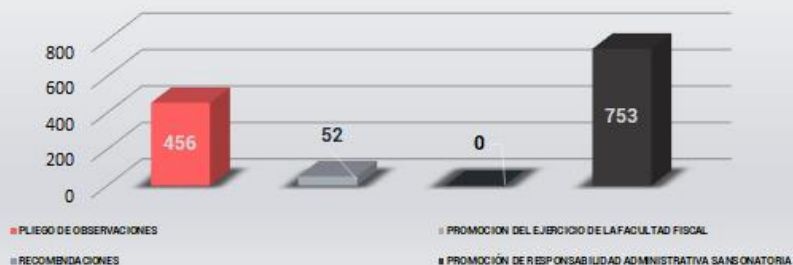 800
600
400
200
0
456
52
0
753
PLIEGO DE OBSERVACIONES
PROMOCION DEL EJERCICIO DE LA FACULTAD FISCAL
RECOMENDACIONES
PROMOCIÓN DE RESPONSABILIDAD ADMINISTRATIVA SANSONATORIA